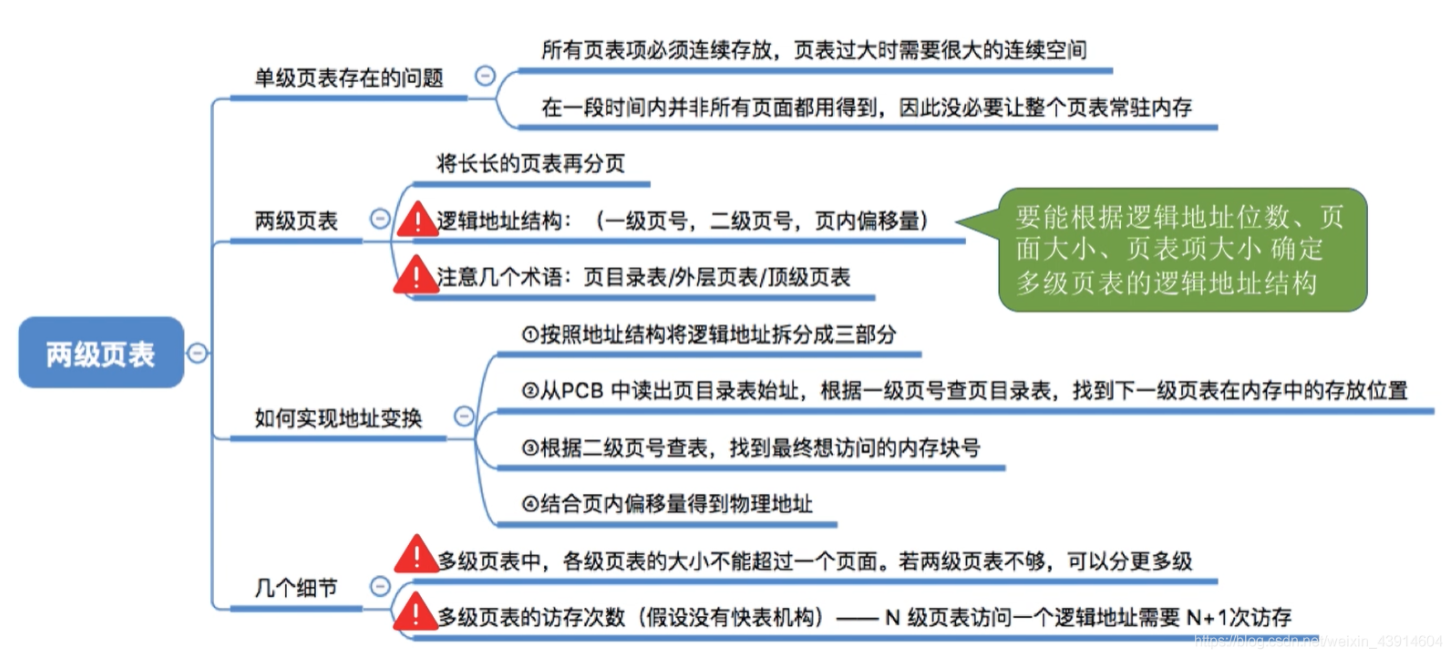 单级页表存在的问题
所有页表项必须连续存放，页表过大时需要很大的连续空间
在一段时间内并非所有页面都用得到，因此没必要让整个页表常驻内存
两级页表
将长长的页表再分页
逻辑地址结构：（一级页号，二级页号，页内偏移量）
要能根据逻辑地址位数、页
面大小、页表项大小 确定
多级页表的逻辑地址结构
注意几个术语：页目录表/外层页表/顶级页表
两级页表
如何实现地址变换
①按照地址结构将逻辑地址拆分成三部分
②从PCB 中读出页目录表始址，根据一级页号查页目录表，找到下一级页表在内存中的存放位置
③根据二级页号查表，找到最终想访问的内存块号
④结合页内偏移量得到物理地址
几个细节
多级页表中，各级页表的大小不能超过一个页面。若两级页表不够，可以分更多级
多级页表的访存次数（假设没有快表机构）—— N 级页表访问一个逻辑地址需要 N+1次访存
https://blog.csdn.net/weixin_43914604